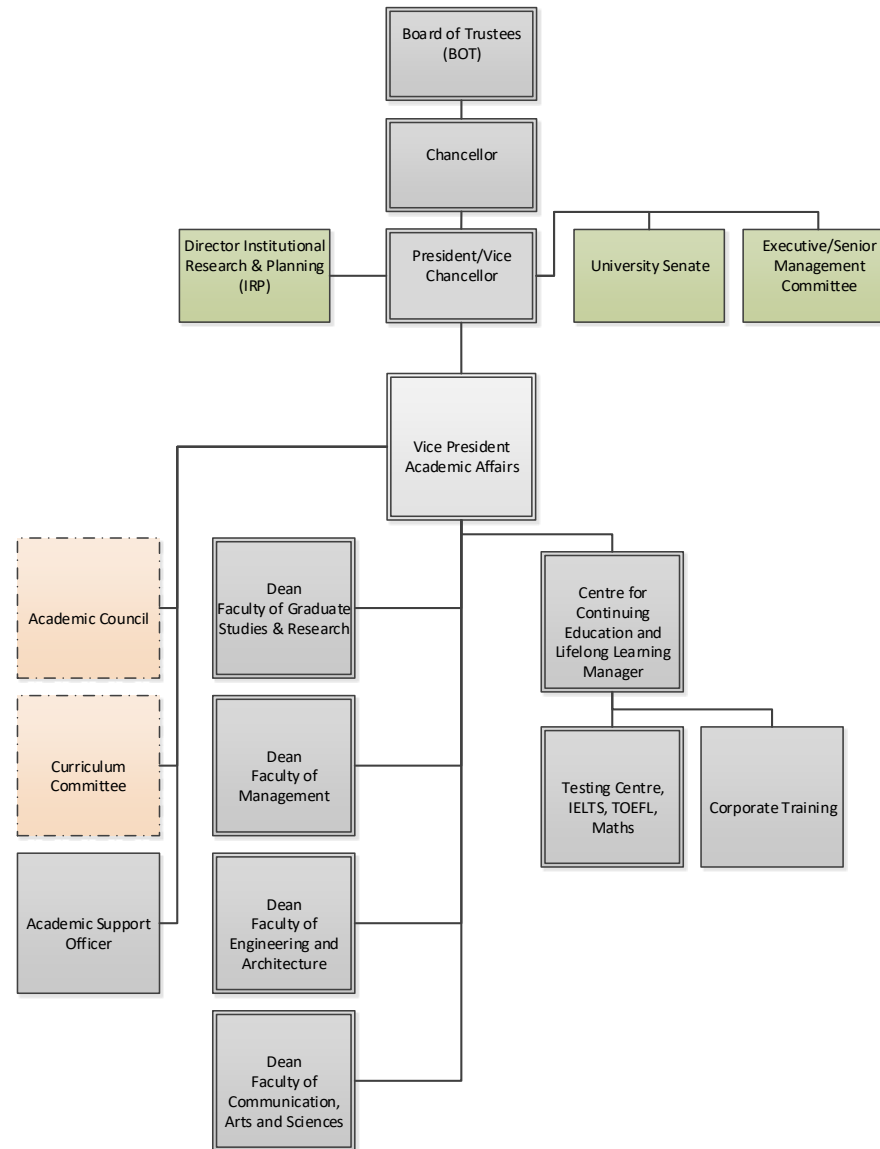 Board of Trustees
(BOT)
Chancellor
Director Institutional
Research & Planning
(IRP)
President/Vice
Chancellor
University Senate
Executive/Senior
Management
Committee
Vice President
Academic Affairs
Academic Council
Dean
Faculty of Graduate
Studies & Research
Centre for
Continuing
Education and
Lifelong Learning
Manager
Curriculum
Committee
Dean
Faculty of
Management
Testing Centre,
IELTS, TOEFL,
Maths
Corporate Training
Academic Support
Officer
Dean
Faculty of
Engineering and
Architecture
Dean
Faculty of
Communication,
Arts and Sciences